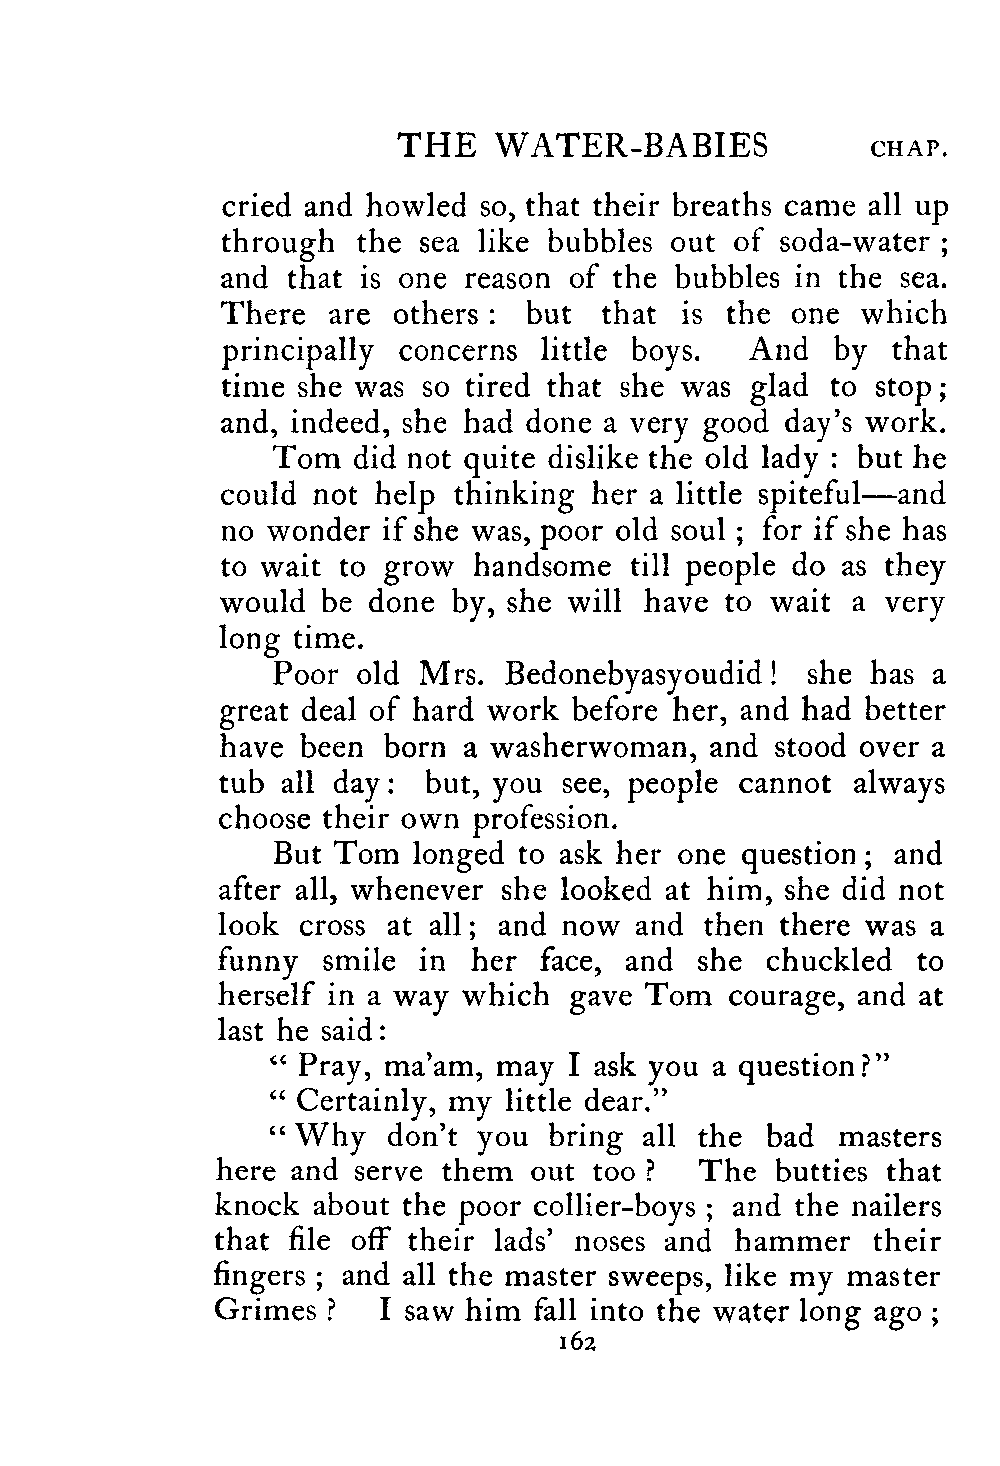 THE WATER-BABIES CHAP.
cried and howled so, that their breaths came all up
through the sea like bubbles out of soda-water ;
and that is one reason of the bubbles in the sea.
There are others : but that is the one which
principally concerns little boys. And by that
time she was so tired that she was glad to stop ;
and, indeed, she had done a very good day's work.
Tom did not quite dislike the old lady : but he
could not help thinking her a little spiteful—and
no wonder if she was, poor old soul ; for if she has
to wait to grow handsome till people do as they
would be done by, she will have to wait a very
long time.
Poor old Mrs. Bedonebyasyoudid ! she has a
great deal of hard work before her, and had better
have been born a washerwoman, and stood over a
tub all day : but, you see, people cannot always
choose their own profession.
But Tom longed to ask her one question ; and
after all, whenever she looked at him, she did not
look cross at all ; and now and then there was a
funny smile in her face, and she chuckled to
herself in a way which gave Tom courage, and at
last he said :
“ Pray, ma'am, may I ask you a question ?”
“ Certainly, my little dear.”
“ Why don't you bring all the bad masters
here and serve them out too ? The butties that
knock about the poor collier-boys ; and the nailers
that file off their lads' noses and hammer their
fingers ; and all the master sweeps, like my master
Grimes ? I saw him fall into the water long ago ;
162